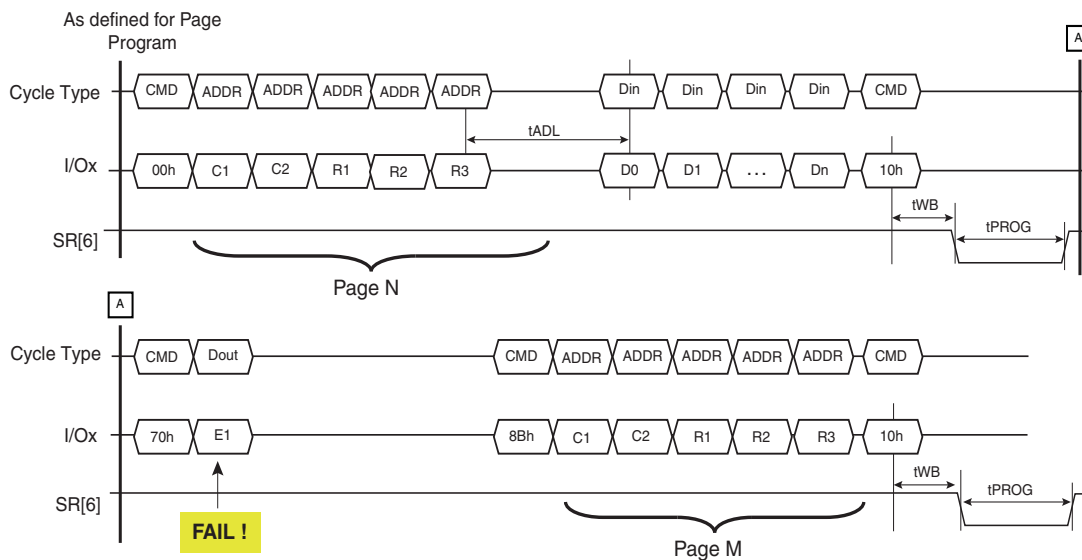 As defined for Page
Program
A
Cycle Type CMD ADDR ADDR ADDR ADDR ADDR Din Din Din Din CMD
tADL
I/Ox 00h C1 C2 R1 R2 R3 D0 D1 ... Dn 10h
tWB
tPROG
SR[6]
Page N
A
Cycle Type CMD Dout CMD ADDR ADDR ADDR ADDR ADDR CMD
I/Ox 70h E1 8Bh C1 C2 R1 R2 R3 10h
tWB
tPROG
SR[6]
FAIL !
Page M